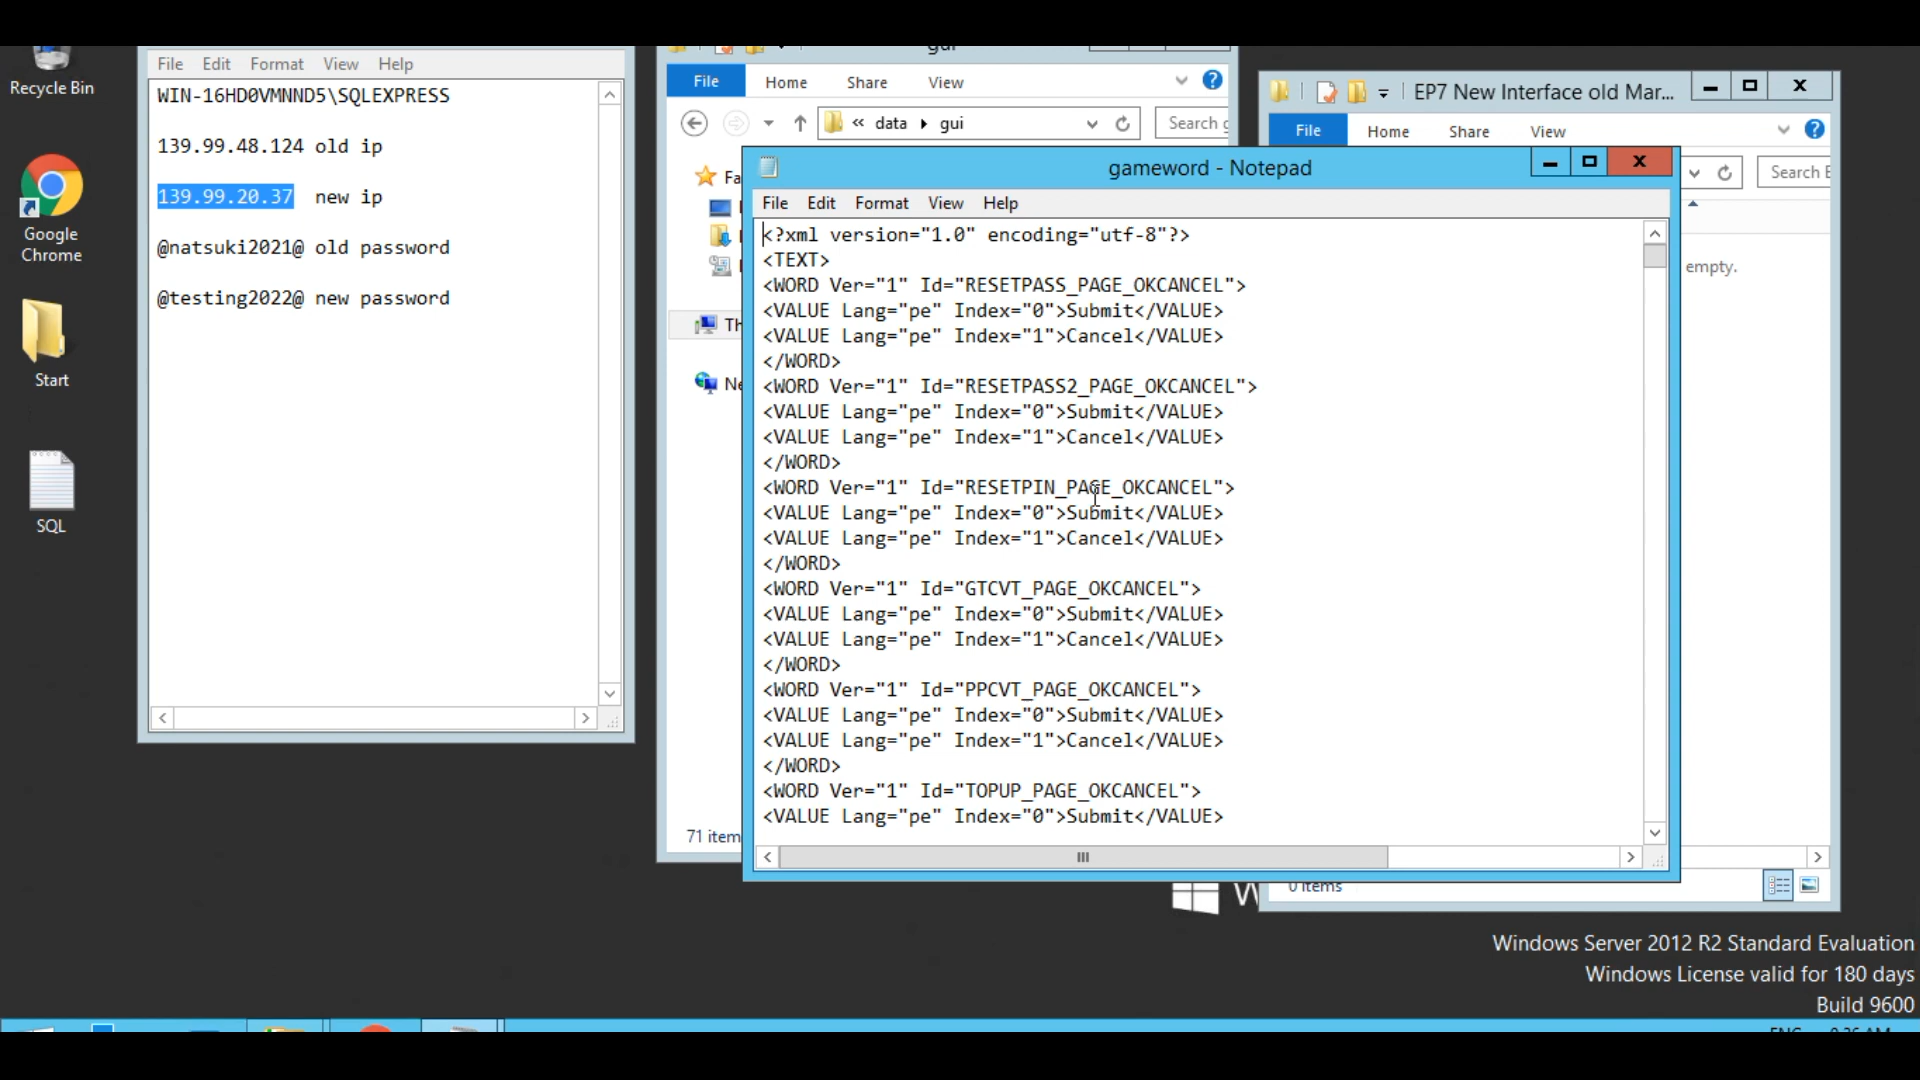 Recycle Bin
Google
Chrome
Start
SQL
File Edit Format View Help
WIN-16HD0VMNND5\SQLEXPRESS
139.99.48.124 old ip
139.99.20.37 new ip
@natsuki2021@ old password
@testing2022@ new password
gui
File Home Share View
« data gui
Search g
Fa
Th
Ne
71 item
EP7 New Interface old Mar...
File Home Share View
Search E
empty.
0 items
gameword - Notepad
File Edit Format View Help
<?xml version="1.0" encoding="utf-8"?>
<TEXT>
<WORD Ver="1" Id="RESETPASS_PAGE_OKCANCEL">
<VALUE Lang="pe" Index="0">Submit</VALUE>
<VALUE Lang="pe" Index="1">Cancel</VALUE>
</WORD>
<WORD Ver="1" Id="RESETPASS2_PAGE_OKCANCEL">
<VALUE Lang="pe" Index="0">Submit</VALUE>
<VALUE Lang="pe" Index="1">Cancel</VALUE>
</WORD>
<WORD Ver="1" Id="RESETPIN_PAGE_OKCANCEL">
<VALUE Lang="pe" Index="0">Submit</VALUE>
<VALUE Lang="pe" Index="1">Cancel</VALUE>
</WORD>
<WORD Ver="1" Id="GTCVT_PAGE_OKCANCEL">
<VALUE Lang="pe" Index="0">Submit</VALUE>
<VALUE Lang="pe" Index="1">Cancel</VALUE>
</WORD>
<WORD Ver="1" Id="PPCVT_PAGE_OKCANCEL">
<VALUE Lang="pe" Index="0">Submit</VALUE>
<VALUE Lang="pe" Index="1">Cancel</VALUE>
</WORD>
<WORD Ver="1" Id="TOPUP_PAGE_OKCANCEL">
<VALUE Lang="pe" Index="0">Submit</VALUE>
Windows Server 2012 R2 Standard Evaluation
Windows License valid for 180 days
Build 9600